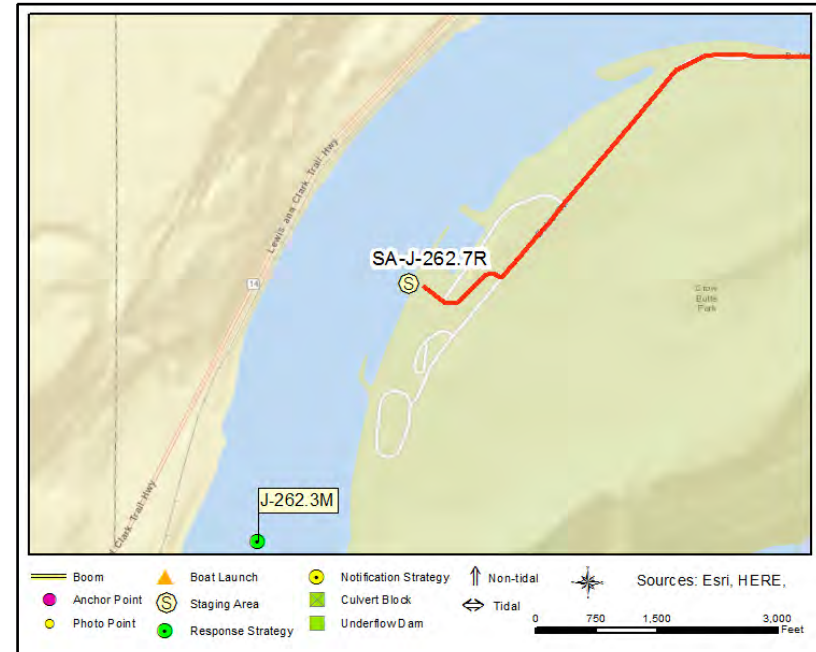 Lewis and Clark Trail Hwy
14
SA-J-262.7R
S
Crow
Butte
Park
J-262.3M
Clark Trail Hwy
Boom
Boat Launch
Notification Strategy
Non-tidal
Sources: Esri, HERE,
Anchor Point
S
Staging Area
Culvert Block
Tidal
Photo Point
Response Strategy
Underflow Dam
0 750 1,500 3,000
Feet